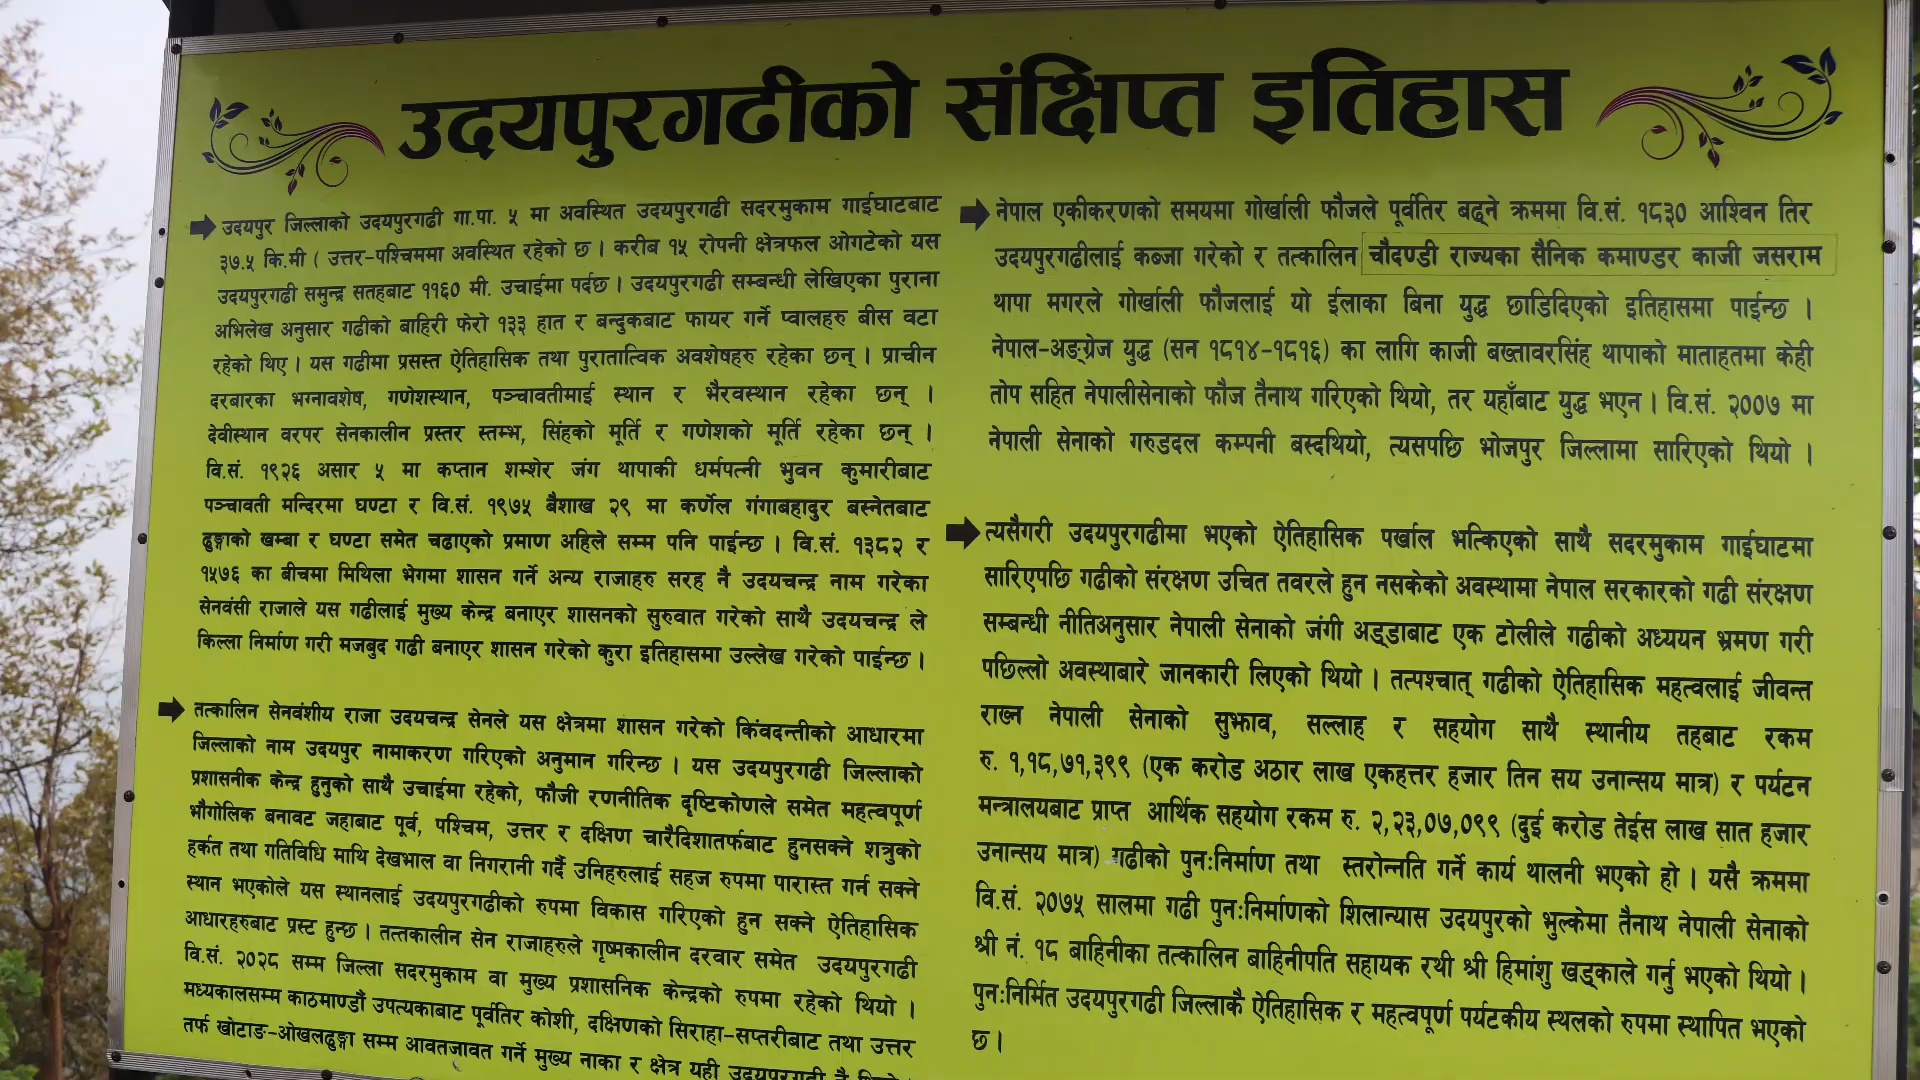 उदयपुरगढीको संक्षिप्त इतिहास
उदयपुर जिल्लाको उदयपुरगढी गा.पा. ५ मा अवस्थित उदयपुरगढी सदरमुकाम गाईघाटबाट
३७.५ कि.मी ( उत्तर-पश्चिममा अवस्थित रहेको छ । करीब १५ रोपनी क्षेत्रफल ओगटेको यस
उदयपुरगढी समुन्द्र सतहबाट ११६० मी. उचाईमा पर्दछ । उदयपुरगढी सम्बन्धी लेखिएका पुराना
अभिलेख अनुसार गढीको बाहिरी फेरो १३३ हात र बन्दुकबाट फायर गर्ने प्वालहरु बीस वटा
रहेको थिए । यस गढीमा प्रसस्त ऐतिहासिक तथा पुरातात्विक अवशेषहरु रहेका छन् । प्राचीन
दरबारका भग्नावशेष, गणेशस्थान, पञ्चावतीमाई स्थान र भैरवस्थान रहेका छन् ।
देवीस्थान वरपर सेनकालीन प्रस्तर स्तम्भ, सिंहको मूर्ति र गणेशको मूर्ति रहेका छन् ।
वि.सं. १९२६ असार ५ मा कप्तान शम्शेर जंग थापाकी धर्मपत्नी भुवन कुमारीबाट
पञ्चावती मन्दिरमा घण्टा र वि.सं. १९७५ बैशाख २९ मा कर्णेल गंगाबहादुर बस्नेतबाट
ढुङ्गाको खम्बा र घण्टा समेत चढाएको प्रमाण अहिले सम्म पनि पाईन्छ । वि.सं. १३८२ र
१५७६ का बीचमा मिथिला भेगमा शासन गर्ने अन्य राजाहरु सरह नै उदयचन्द्र नाम गरेका
सेनवंसी राजाले यस गढीलाई मुख्य केन्द्र बनाएर शासनको सुरुवात गरेको साथै उदयचन्द्र ले
किल्ला निर्माण गरी मजबुद गढी बनाएर शासन गरेको कुरा इतिहासमा उल्लेख गरेको पाईन्छ ।
तत्कालिन सेनवंशीय राजा उदयचन्द्र सेनले यस क्षेत्रमा शासन गरेको किंवदन्तीको आधारमा
जिल्लाको नाम उदयपुर नामाकरण गरिएको अनुमान गरिन्छ । यस उदयपुरगढी जिल्लाको
प्रशासनीक केन्द्र हुनुको साथै उचाईमा रहेको, फौजी रणनीतिक दृष्टिकोणले समेत महत्वपूर्ण
भौगोलिक बनावट जहाबाट पूर्व, पश्चिम, उत्तर र दक्षिण चारैदिशातर्फबाट हुनसक्ने शत्रुको
हर्कत तथा गतिविधि माथि देखभाल वा निगरानी गर्दै उनिहरुलाई सहज रुपमा पारास्त गर्न सक्ने
स्थान भएकोले यस स्थानलाई उदयपुरगढीको रुपमा विकास गरिएको हुन सक्ने ऐतिहासिक
आधारहरुबाट प्रस्ट हुन्छ । तत्तकालीन सेन राजाहरुले गृष्मकालीन दरवार समेत उदयपुरगढी
वि.सं. २०२८ सम्म जिल्ला सदरमुकाम वा मुख्य प्रशासनिक केन्द्रको रुपमा रहेको थियो ।
मध्यकालसम्म काठमाण्डौं उपत्यकाबाट पूर्वतिर कोशी, दक्षिणको सिराहा-सप्तरीबाट तथा उत्तर
तर्फ खोटाङ-ओखलढुङ्गा सम्म आवतजावत गर्ने मुख्य नाका र क्षेत्र यही उदयपुरगढी नै
नेपाल एकीकरणको समयमा गोर्खाली फौजले पूर्वतिर बढ्ने क्रममा वि.सं. १८३० आश्विन तिर
उदयपुरगढीलाई कब्जा गरेको र तत्कालिन चौदण्डी राज्यका सैनिक कमाण्डर काजी जसराम
थापा मगरले गोर्खाली फौजलाई यो ईलाका बिना युद्ध छाडिदिएको इतिहासमा पाईन्छ ।
नेपाल-अङ्ग्रेज युद्ध (सन १८१४-१८१६) का लागि काजी बख्तावरसिंह थापाको माताहतमा केही
तोप सहित नेपालीसेनाको फौज तैनाथ गरिएको थियो, तर यहाँबाट युद्ध भएन । वि.सं. २००७ मा
नेपाली सेनाको गरुडदल कम्पनी बस्दथियो, त्यसपछि भोजपुर जिल्लामा सारिएको थियो ।
त्यसैगरी उदयपुरगढीमा भएको ऐतिहासिक पर्खाल भत्किएको साथै सदरमुकाम गाईघाटमा
सारिएपछि गढीको संरक्षण उचित तवरले हुन नसकेको अवस्थामा नेपाल सरकारको गढी संरक्षण
सम्बन्धी नीतिअनुसार नेपाली सेनाको जंगी अड्डाबाट एक टोलीले गढीको अध्ययन भ्रमण गरी
पछिल्लो अवस्थाबारे जानकारी लिएको थियो । तत्पश्चात् गढीको ऐतिहासिक महत्वलाई जीवन्त
राख्न नेपाली सेनाको सुझाव, सल्लाह र सहयोग साथै स्थानीय तहबाट रकम
रु. १,१८,७१,३९९ (एक करोड अठार लाख एकहत्तर हजार तिन सय उनान्सय मात्र) र पर्यटन
मन्त्रालयबाट प्राप्त आर्थिक सहयोग रकम रु. २,२३,०७,०९९ (दुई करोड तेईस लाख सात हजार
उनान्सय मात्र) गढीको पुनःनिर्माण तथा स्तरोन्नति गर्ने कार्य थालनी भएको हो । यसै क्रममा
वि.सं. २०७५ सालमा गढी पुनःनिर्माणको शिलान्यास उदयपुरको भुल्केमा तैनाथ नेपाली सेनाको
श्री नं. १८ बाहिनीका तत्कालिन बाहिनीपति सहायक रथी श्री हिमांशु खड्काले गर्नु भएको थियो ।
पुनःनिर्मित उदयपुरगढी जिल्लाकै ऐतिहासिक र महत्वपूर्ण पर्यटकीय स्थलको रुपमा स्थापित भएको
छ ।